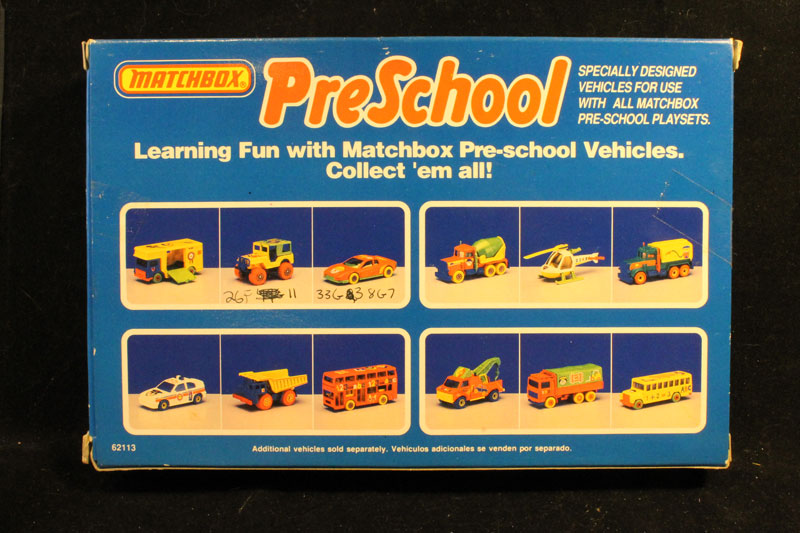 MATCHBOX
PreSchool
SPECIALLY DESIGNED
VEHICLES FOR USE
WITH ALL MATCHBOX
PRE-SCHOOL PLAYSETS.
Learning Fun with Matchbox Pre-school Vehicles.
Collect 'em all!
11
33G
8G7
62113
Additional vehicles sold separately. Vehiculos adicionales se venden por separado.